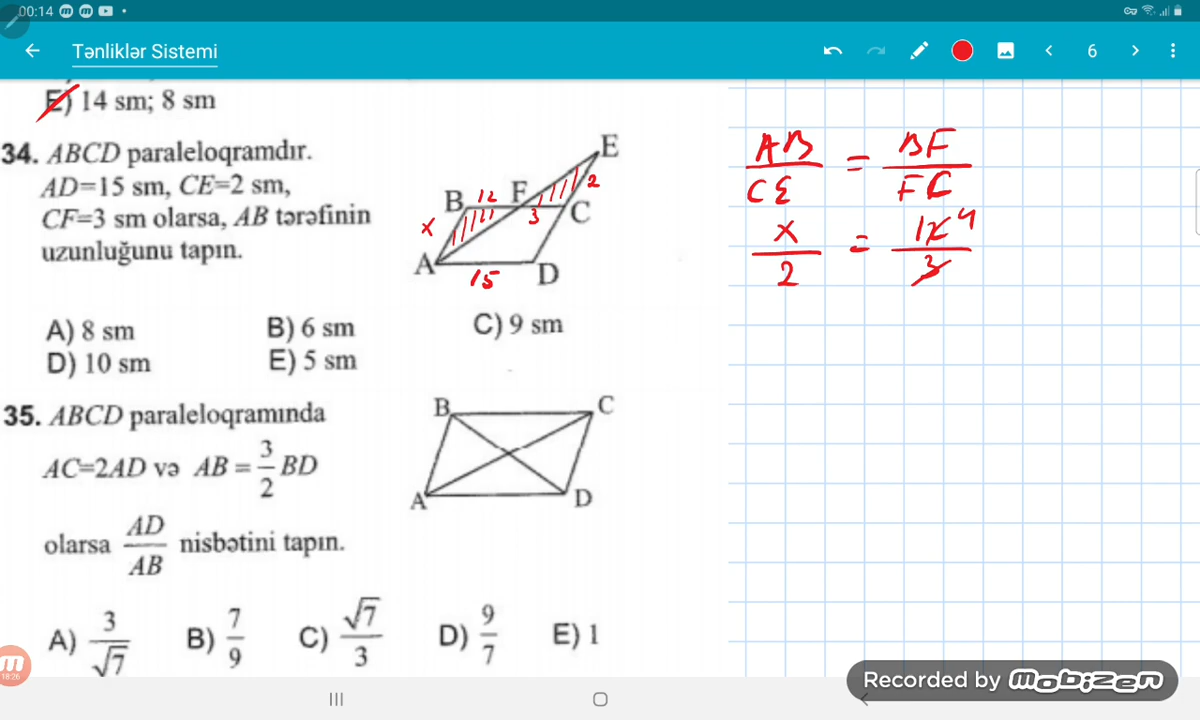 00:14
Tənliklər Sistemi
6
E) 14 sm; 8 sm
34. ABCD paraleloqramdır.
AD=15 sm, CE=2 sm,
CF=3 sm olarsa, AB tərəfinin
uzunluğunu tapın.
E
2
B 12 F
3 C
x
A 15 D
A) 8 sm B) 6 sm C) 9 sm
D) 10 sm E) 5 sm
AB/CE = BF/FC
x/2 = 12 4/3
35. ABCD paraleloqramında
AC=2AD və AB = 3/2 BD
olarsa AD/AB nisbətini tapın.
B C
A D
A) 3/√7 B) 7/9 C) √7/3 D) 9/7 E) 1
m
18:26
Recorded by mobizen